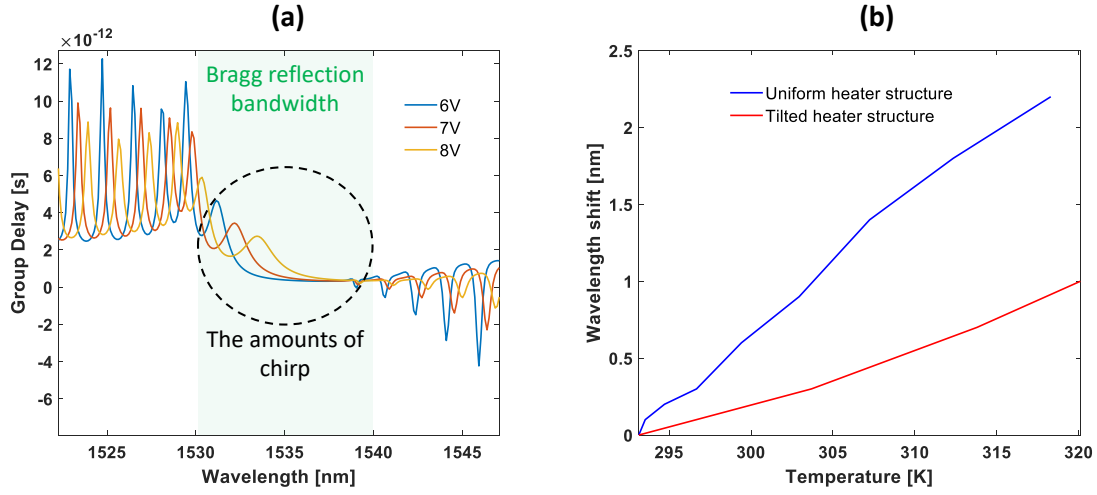 (a)
×10⁻¹²
12
10
8
6
4
2
0
-2
-4
-6
Group Delay [s]
Bragg reflection
bandwidth
6V
7V
8V
The amounts of
chirp
1525
1530
1535
1540
1545
Wavelength [nm]
(b)
2.5
2
1.5
1
0.5
0
Wavelength shift [nm]
Uniform heater structure
Tilted heater structure
295
300
305
310
315
320
Temperature [K]